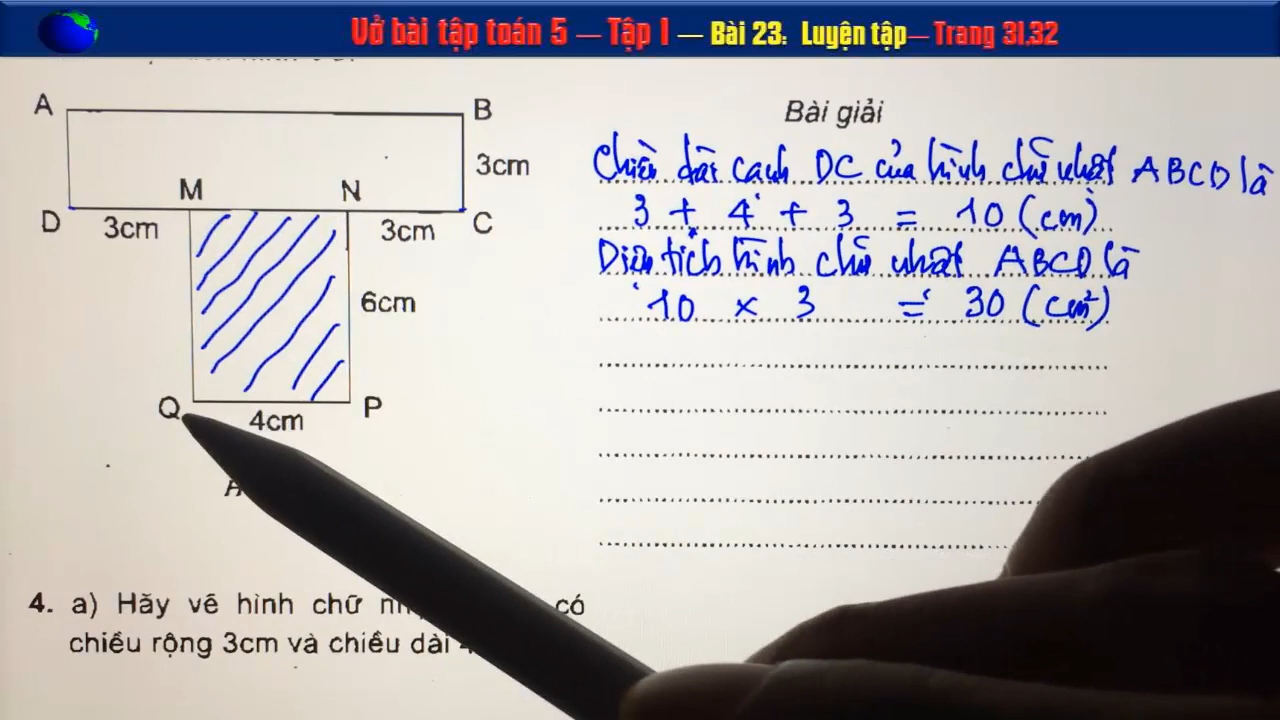 Vở bài tập toán 5 – Tập 1 – Bài 23: Luyện tập – Trang 31,32
A
B
3cm
M
N
D
3cm
3cm
C
6cm
Q
P
4cm
4. a) Hãy vẽ hình chữ có
chiều rộng 3cm và chiều dài
Bài giải
Chiều dài cạnh DC của hình chữ nhật ABCD là
3 + 4 + 3 = 10 (cm)
Diện tích hình chữ nhật ABCD là
10 x 3 = 30 (cm²)